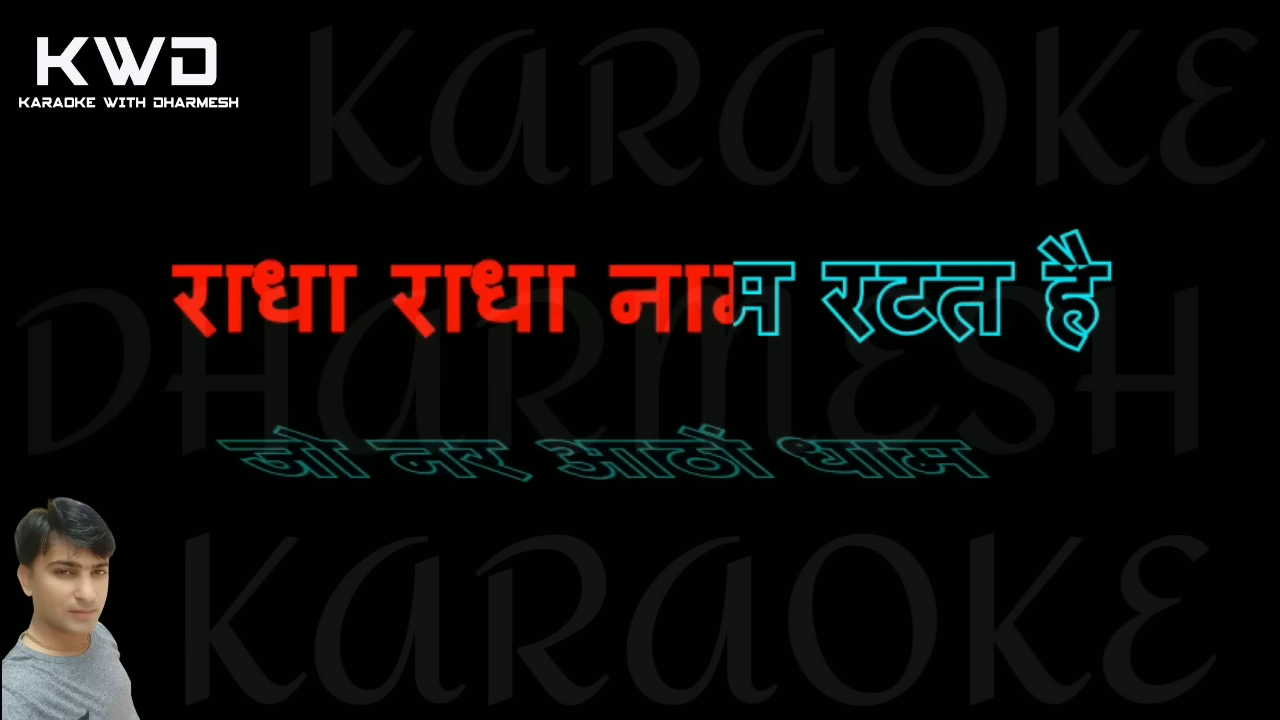 KWD
KARAOKE WITH DHARMESH
KARAOKE
राधा राधा नाम रटत है
DHARMESH
जो नर आठों धाम
KARAOKE